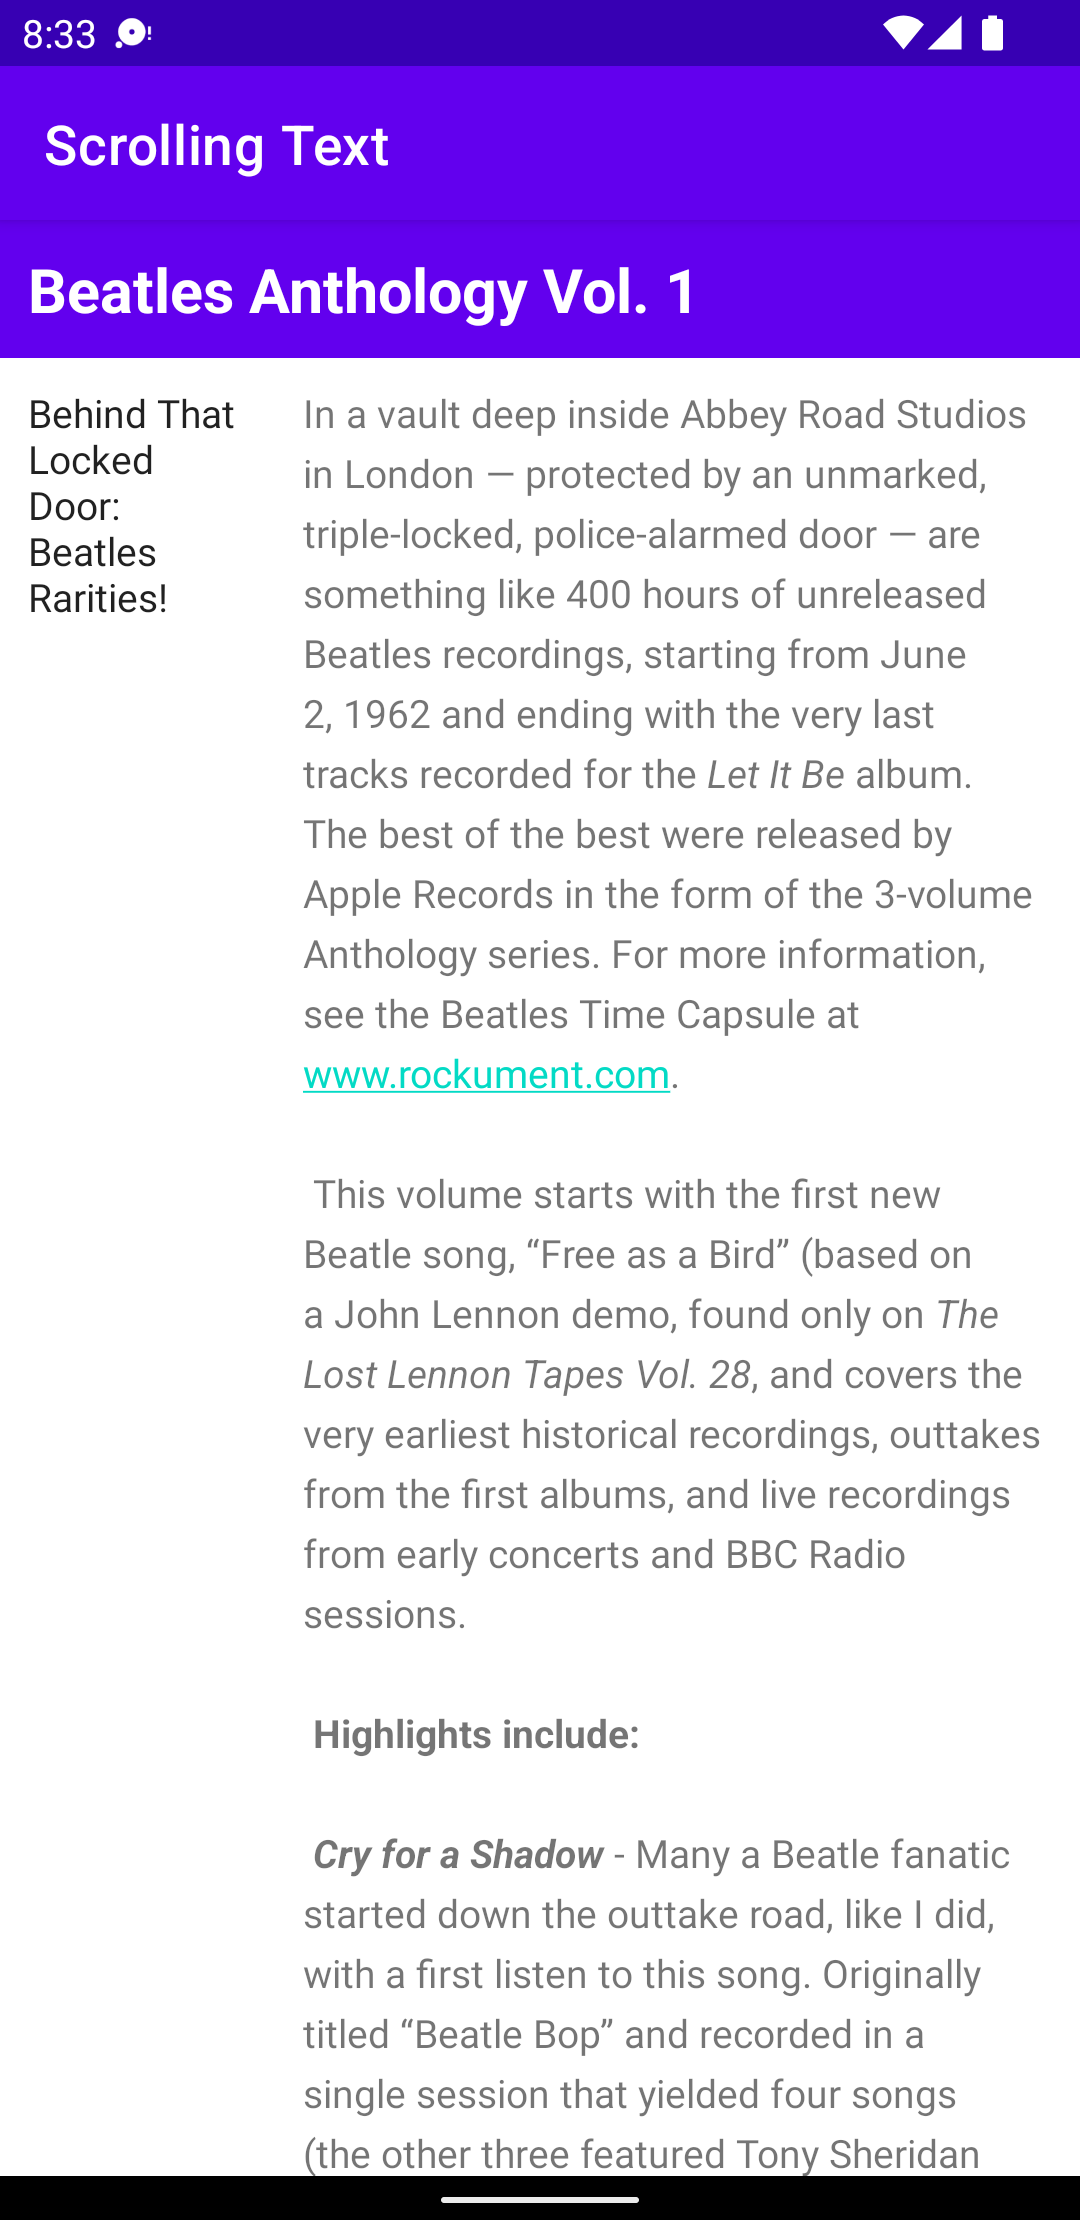 8:33
Scrolling Text
Beatles Anthology Vol. 1
Behind That
Locked
Door:
Beatles
Rarities!
In a vault deep inside Abbey Road Studios
in London — protected by an unmarked,
triple-locked, police-alarmed door — are
something like 400 hours of unreleased
Beatles recordings, starting from June
2, 1962 and ending with the very last
tracks recorded for the Let It Be album.
The best of the best were released by
Apple Records in the form of the 3-volume
Anthology series. For more information,
see the Beatles Time Capsule at
www.rockument.com.
This volume starts with the first new
Beatle song, “Free as a Bird” (based on
a John Lennon demo, found only on The
Lost Lennon Tapes Vol. 28, and covers the
very earliest historical recordings, outtakes
from the first albums, and live recordings
from early concerts and BBC Radio
sessions.
Highlights include:
Cry for a Shadow - Many a Beatle fanatic
started down the outtake road, like I did,
with a first listen to this song. Originally
titled “Beatle Bop” and recorded in a
single session that yielded four songs
(the other three featured Tony Sheridan